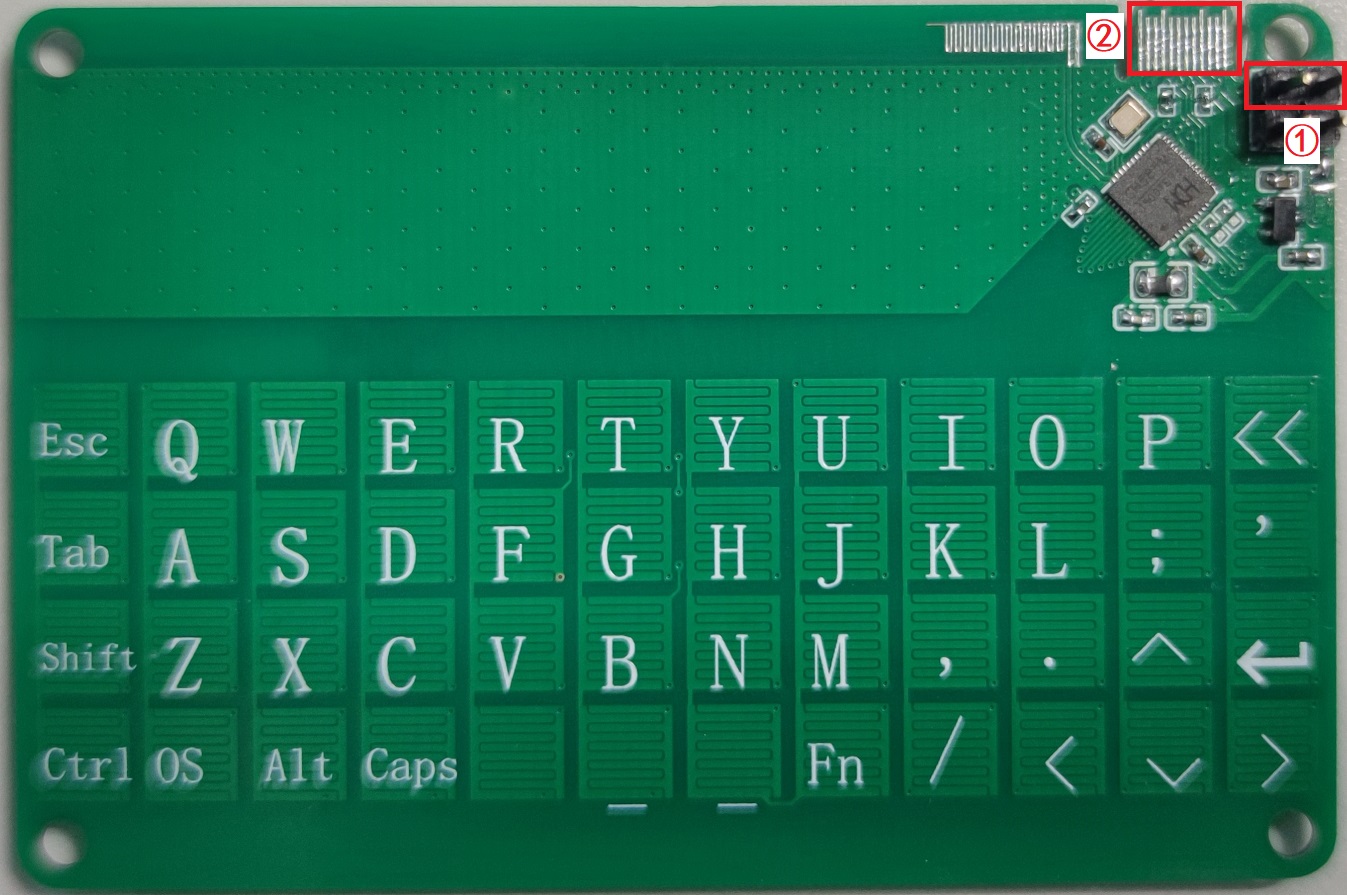 ②
①
Esc Q W E R T Y U I O P <<
Tab A S D F G H J K L ; ’
Shift Z X C V B N M , . ^ ↵
Ctrl OS Alt Caps _ _ Fn / < ∨ >